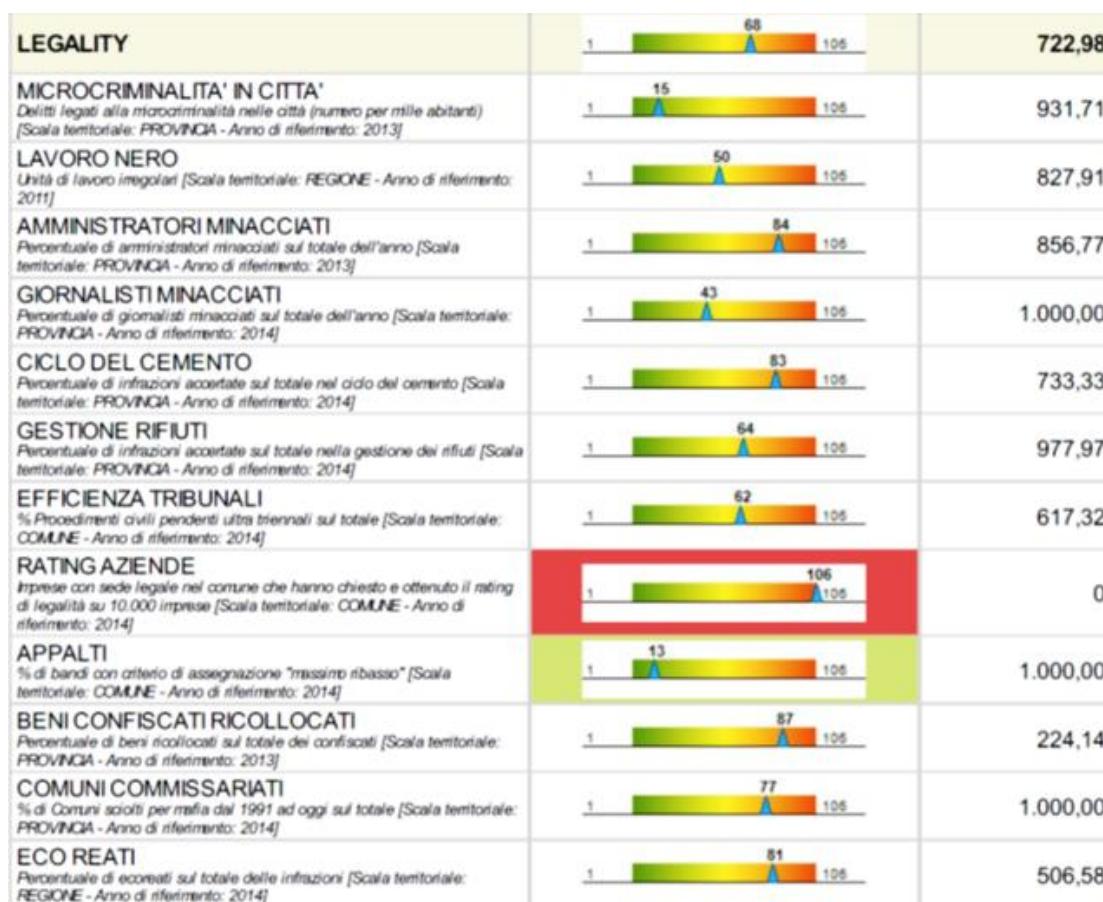 LEGALITY
1 68 106
722,98
MICROCRIMINALITA' IN CITTA'
Delitti legati alla microcriminalità nelle città (numero per mille abitanti)
[Scala territoriale: PROVINCIA - Anno di riferimento: 2013]
1 15 106
931,71
LAVORO NERO
Unità di lavoro irregolari [Scala territoriale: REGIONE - Anno di riferimento:
2011]
1 50 106
827,91
AMMINISTRATORI MINACCIATI
Percentuale di amministratori minacciati sul totale dell'anno [Scala
territoriale: PROVINCIA - Anno di riferimento: 2013]
1 84 106
856,77
GIORNALISTI MINACCIATI
Percentuale di giornalisti minacciati sul totale dell'anno [Scala territoriale:
PROVINCIA - Anno di riferimento: 2014]
1 43 106
1.000,00
CICLO DEL CEMENTO
Percentuale di infrazioni accertate sul totale nel ciclo del cemento [Scala
territoriale: PROVINCIA - Anno di riferimento: 2014]
1 83 106
733,33
GESTIONE RIFIUTI
Percentuale di infrazioni accertate sul totale nella gestione dei rifiuti [Scala
territoriale: PROVINCIA - Anno di riferimento: 2014]
1 64 106
977,97
EFFICIENZA TRIBUNALI
% Procedimenti civili pendenti ultra triennali sul totale [Scala territoriale:
COMUNE - Anno di riferimento: 2014]
1 62 106
617,32
RATING AZIENDE
Imprese con sede legale nel comune che hanno chiesto e ottenuto il rating
di legalità su 10.000 imprese [Scala territoriale: COMUNE - Anno di
riferimento: 2014]
1 106 106
0
APPALTI
% di bandi con criterio di assegnazione "massimo ribasso" [Scala
territoriale: COMUNE - Anno di riferimento: 2014]
1 13 106
1.000,00
BENI CONFISCATI RICOLLOCATI
Percentuale di beni ricollocati sul totale dei confiscati [Scala territoriale:
PROVINCIA - Anno di riferimento: 2013]
1 87 106
224,14
COMUNI COMMISSARIATI
% di Comuni sciolti per mafia dal 1991 ad oggi sul totale [Scala territoriale:
PROVINCIA - Anno di riferimento: 2014]
1 77 106
1.000,00
ECO REATI
Percentuale di ecoreati sul totale delle infrazioni [Scala territoriale:
REGIONE - Anno di riferimento: 2014]
1 81 106
506,58